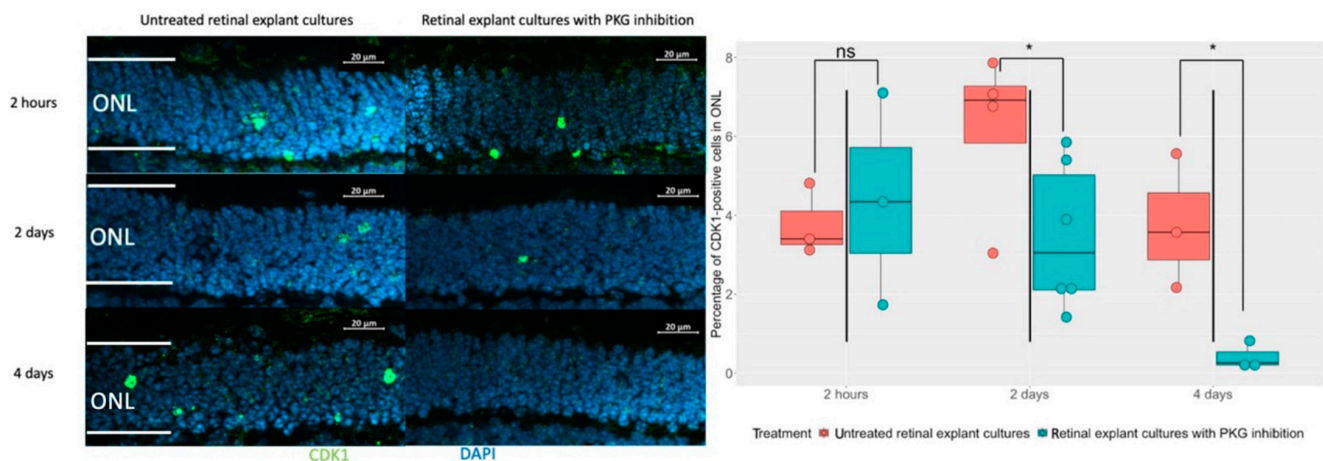 Untreated retinal explant cultures
Retinal explant cultures with PKG inhibition
2 hours
ONL
20 μm
20 μm
2 days
ONL
20 μm
20 μm
4 days
ONL
20 μm
20 μm
CDK1
DAPI
Percentage of CDK1-positive cells in ONL
8
6
4
2
0
ns
*
*
2 hours
2 days
4 days
Treatment
Untreated retinal explant cultures
Retinal explant cultures with PKG inhibition